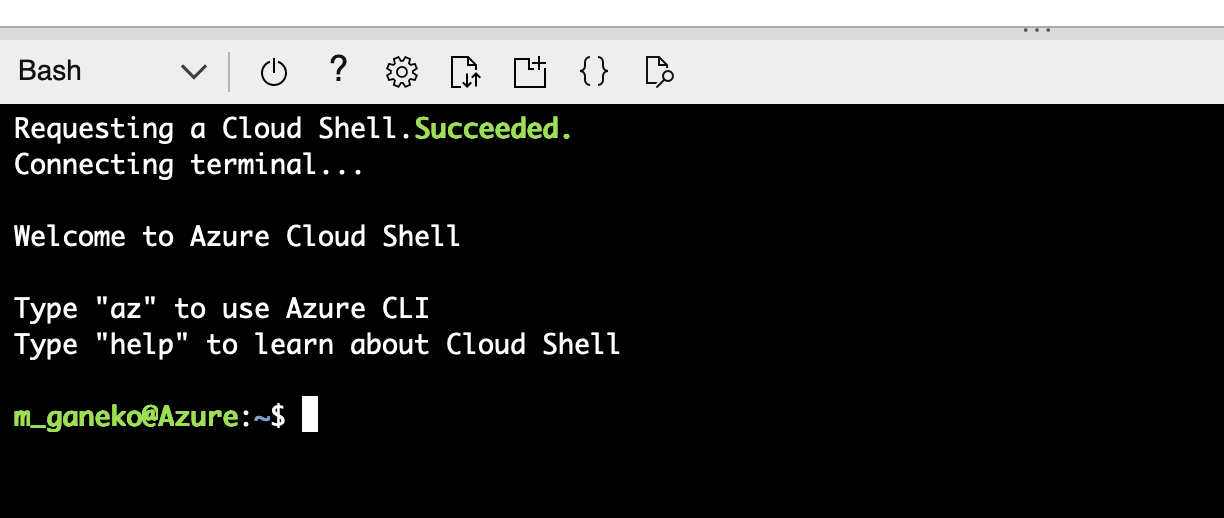 Bash
Requesting a Cloud Shell.Succeeded.
Connecting terminal...
Welcome to Azure Cloud Shell
Type "az" to use Azure CLI
Type "help" to learn about Cloud Shell
m_ganeko@Azure:~$